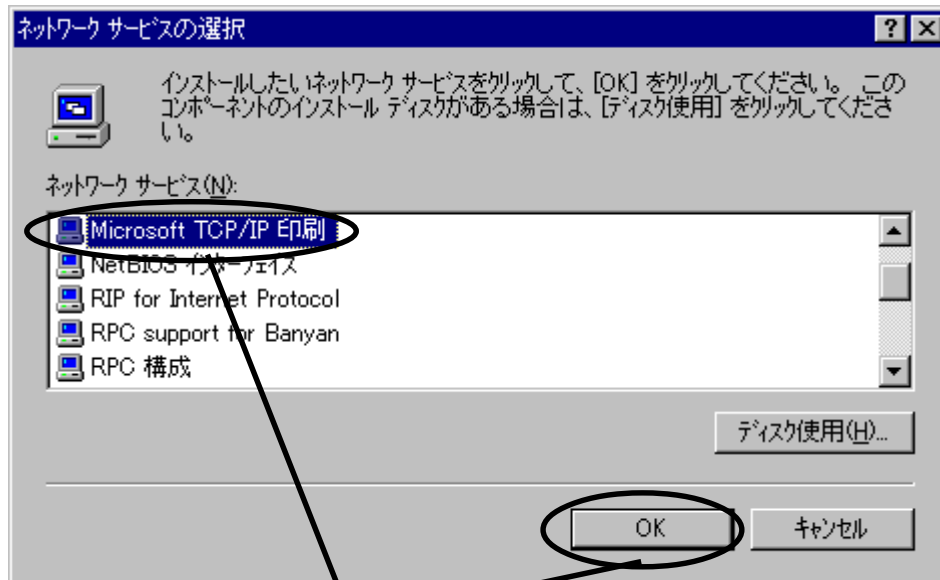 ネットワーク サービスの選択
インストールしたいネットワーク サービスをクリックして、[OK] をクリックしてください。 この
コンポーネントのインストール ディスクがある場合は、[ディスク使用] をクリックしてくださ
い。
ネットワーク サービス(N):
Microsoft TCP/IP 印刷
NetBIOS インターフェイス
RIP for Internet Protocol
RPC support for Banyan
RPC 構成
ディスク使用(H)...
OK
キャンセル